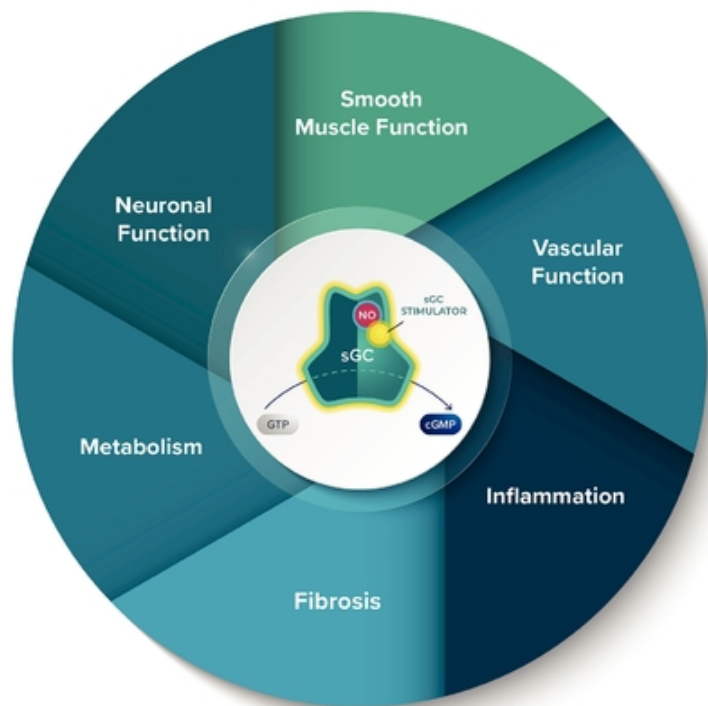 Smooth
Muscle Function
Neuronal
Function
Vascular
Function
sGC
STIMULATOR
NO
sGC
GTP
cGMP
Metabolism
Inflammation
Fibrosis